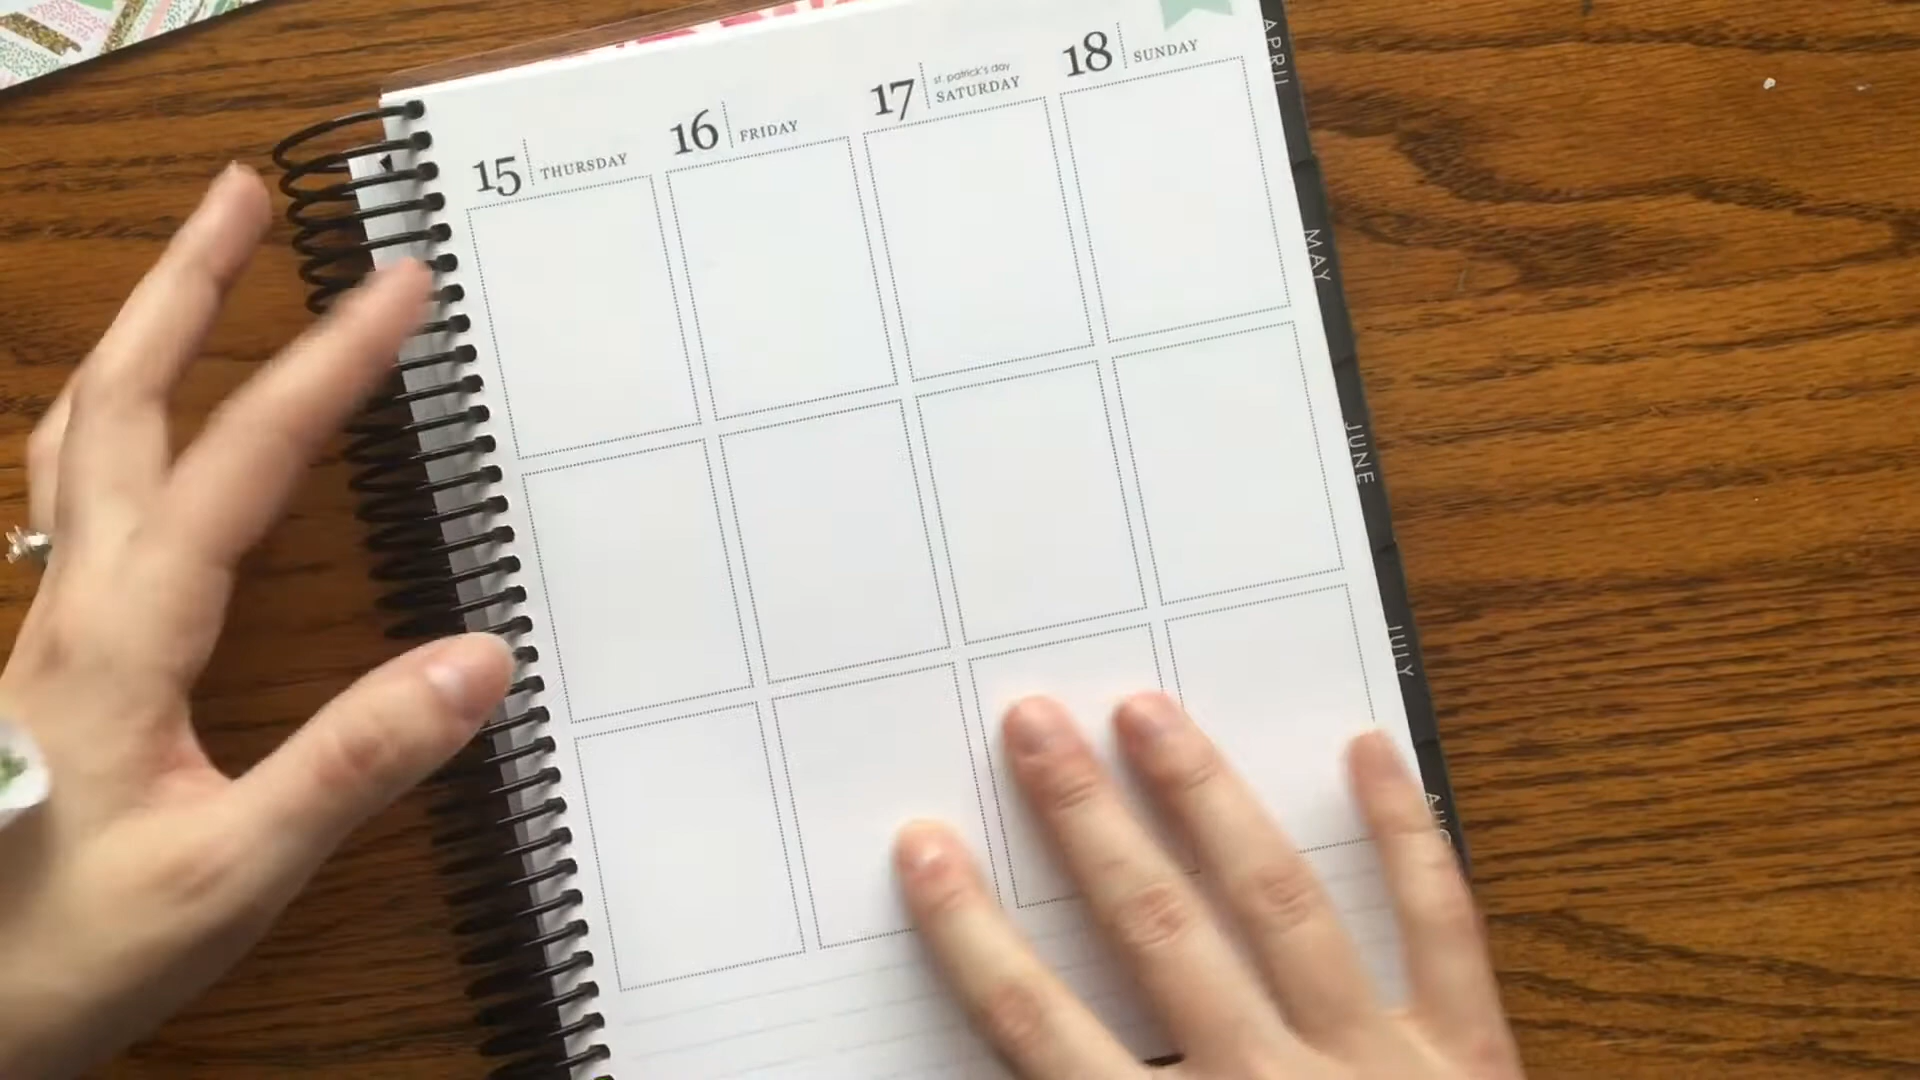 15 THURSDAY
16 FRIDAY
17 st. patrick's day
SATURDAY
18 SUNDAY
APRIL
MAY
JUNE
JULY